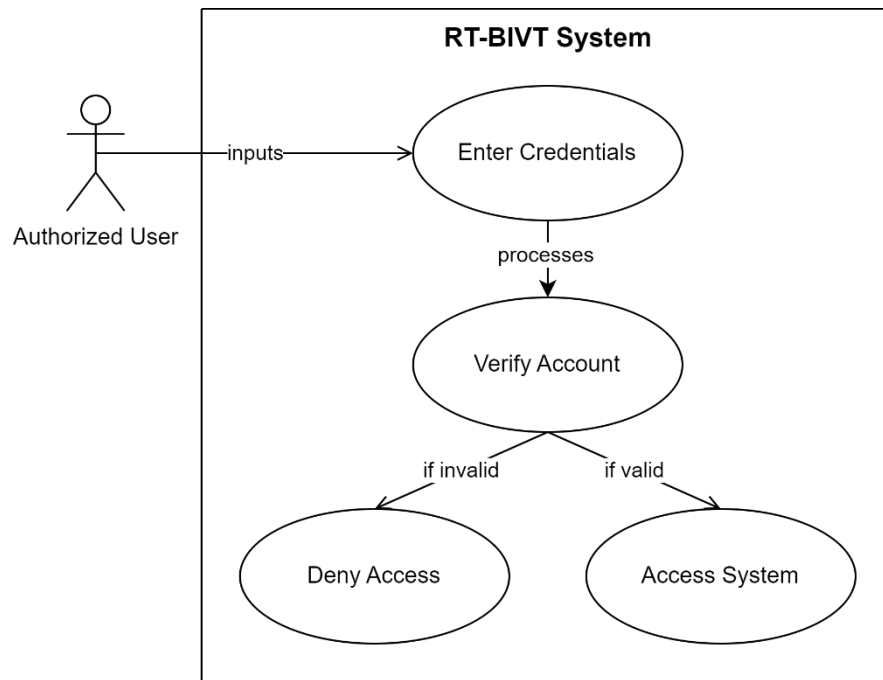 RT-BIVT System
inputs
Enter Credentials
Authorized User
processes
Verify Account
if invalid
if valid
Deny Access
Access System